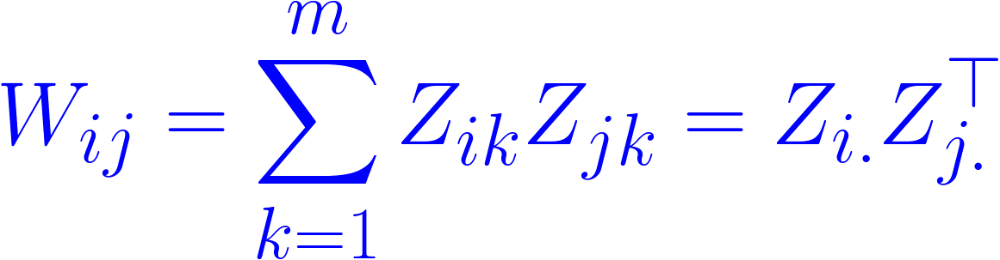 $W_{ij} = \sum_{k=1}^{m} Z_{ik} Z_{jk} = Z_{i.} Z_{j.}^{\top}$